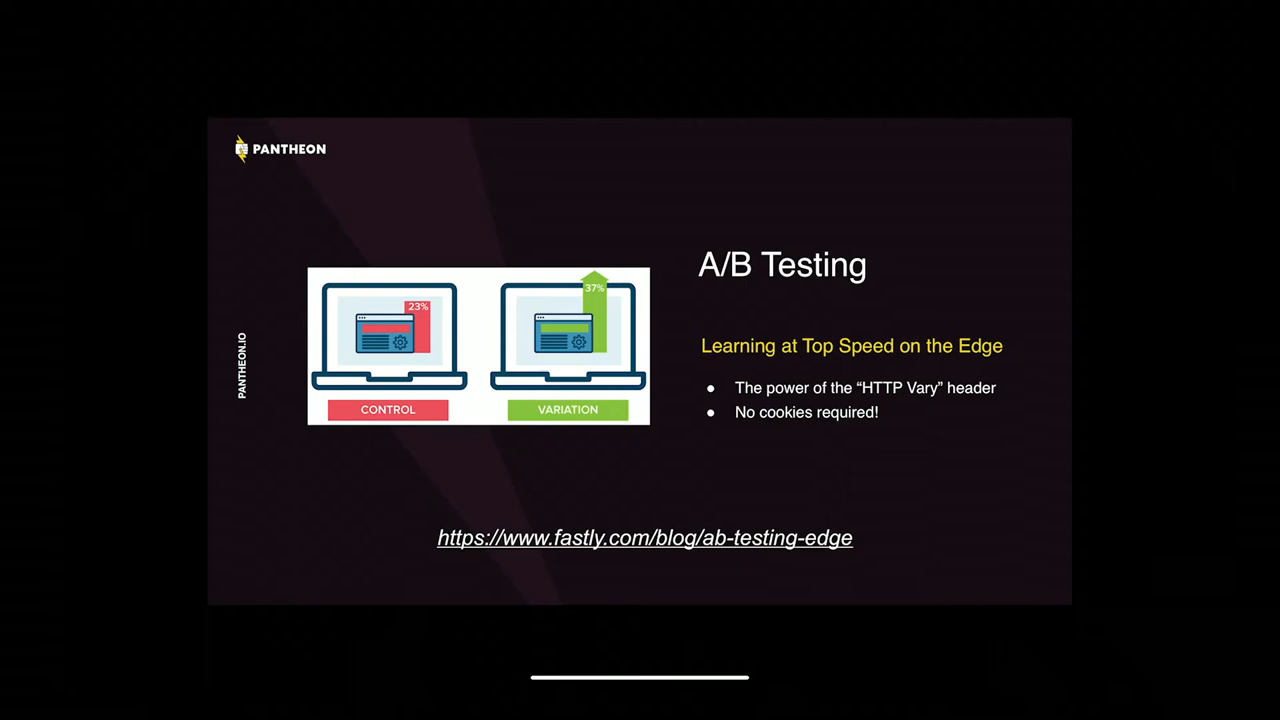 PANTHEON
PANTHEON.IO
23%
37%
CONTROL
VARIATION
A/B Testing
Learning at Top Speed on the Edge
● The power of the “HTTP Vary” header
● No cookies required!
https://www.fastly.com/blog/ab-testing-edge